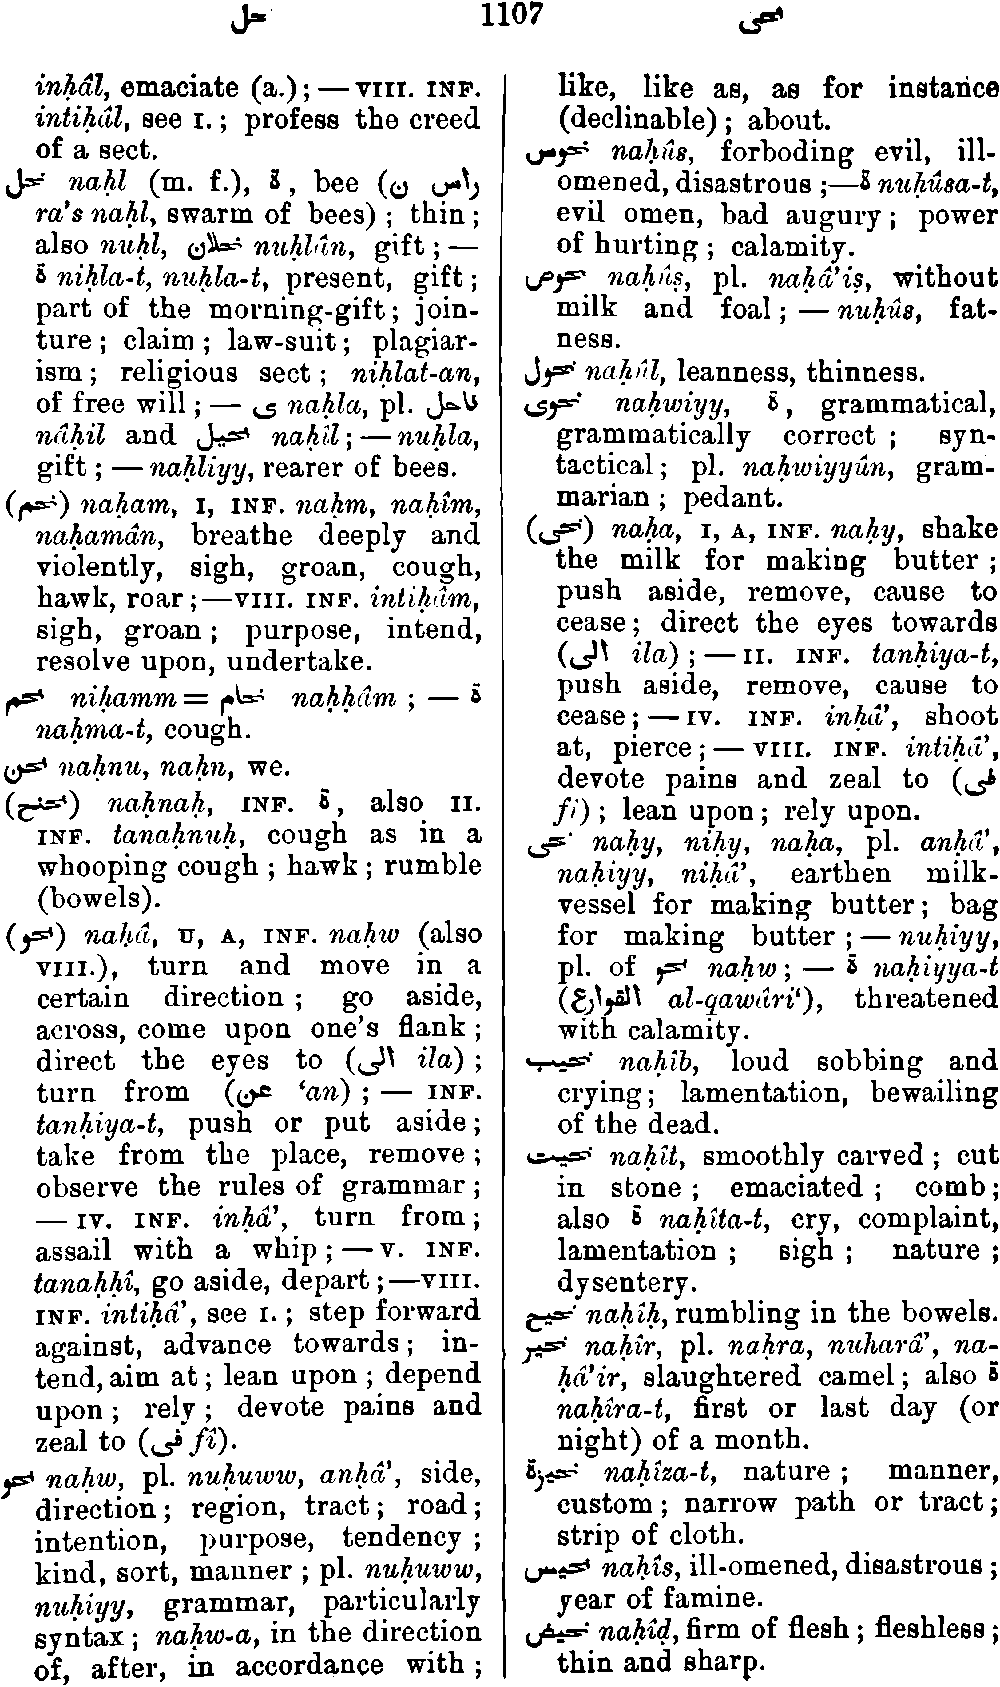 حل 1107 نحى
inḥâl, emaciate (a.); — VIII. INF.
intiḥâl, see I.; profess the creed
of a sect.
نحل naḥl (m. f.), ة, bee (راس ن
ra's naḥl, swarm of bees); thin;
also nuḥl, نحلان nuḥlân, gift; —
ة niḥla-t, nuḥla-t, present, gift;
part of the morning-gift; join-
ture; claim; law-suit; plagiar-
ism; religious sect; niḥlat-an,
of free will; — ى naḥla, pl. ناحل
nâḥil and نحيل naḥîl; — nuḥla,
gift; — naḥliyy, rearer of bees.
(نحم) naḥam, I, INF. naḥm, naḥîm,
naḥamân, breathe deeply and
violently, sigh, groan, cough,
hawk, roar; — VIII. INF. intiḥâm,
sigh, groan; purpose, intend,
resolve upon, undertake.
نحم niḥamm = نحام naḥḥâm; — ة
naḥma-t, cough.
نحن naḥnu, naḥn, we.
(نحنح) naḥnaḥ, INF. ة, also II.
INF. tanaḥnuḥ, cough as in a
whooping cough; hawk; rumble
(bowels).
(نحو) naḥâ, U, A, INF. naḥw (also
VIII.), turn and move in a
certain direction; go aside,
across, come upon one's flank;
direct the eyes to (الى ila);
turn from (عن ‘an); — INF.
tanḥiya-t, push or put aside;
take from the place, remove;
observe the rules of grammar;
— IV. INF. inḥâ’, turn from;
assail with a whip; — V. INF.
tanaḥḥî, go aside, depart; — VIII.
INF. intiḥâ’, see I.; step forward
against, advance towards; in-
tend, aim at; lean upon; depend
upon; rely; devote pains and
zeal to (فى fî).
نحو naḥw, pl. nuḥuww, anḥâ’, side,
direction; region, tract; road;
intention, purpose, tendency;
kind, sort, manner; pl. nuḥuww,
nuḥiyy, grammar, particularly
syntax; naḥw-a, in the direction
of, after, in accordance with;
like, like as, as for instance
(declinable); about.
نحوس naḥûs, forboding evil, ill-
omened, disastrous; — ة nuḥûsa-t,
evil omen, bad augury; power
of hurting; calamity.
نحوص naḥûṣ, pl. naḥâ’iṣ, without
milk and foal; — nuḥûs, fat-
ness.
نحول naḥûl, leanness, thinness.
نحوى naḥwiyy, ة, grammatical,
grammatically correct; syn-
tactical; pl. naḥwiyyûn, gram-
marian; pedant.
(نحى) naḥa, I, A, INF. naḥy, shake
the milk for making butter;
push aside, remove, cause to
cease; direct the eyes towards
(الى ila); — II. INF. tanḥiya-t,
push aside, remove, cause to
cease; — IV. INF. inḥâ’, shoot
at, pierce; — VIII. INF. intiḥâ’,
devote pains and zeal to (فى
fî); lean upon; rely upon.
نحى naḥy, niḥy, naḥa, pl. anḥâ’,
naḥiyy, niḥâ’, earthen milk-
vessel for making butter; bag
for making butter; — nuḥiyy,
pl. of نحو naḥw; — ة naḥiyya-t
(القوارع al-qawâri‘), threatened
with calamity.
نحيب naḥîb, loud sobbing and
crying; lamentation, bewailing
of the dead.
نحيت naḥît, smoothly carved; cut
in stone; emaciated; comb;
also ة naḥîta-t, cry, complaint,
lamentation; sigh; nature;
dysentery.
نحيح naḥîḥ, rumbling in the bowels.
نحير naḥîr, pl. naḥra, nuharâ’, na-
ḥâ’ir, slaughtered camel; also ة
naḥîra-t, first or last day (or
night) of a month.
نحيزة naḥîza-t, nature; manner,
custom; narrow path or tract;
strip of cloth.
نحيس naḥîs, ill-omened, disastrous;
year of famine.
نحيض naḥîḍ, firm of flesh; fleshless;
thin and sharp.